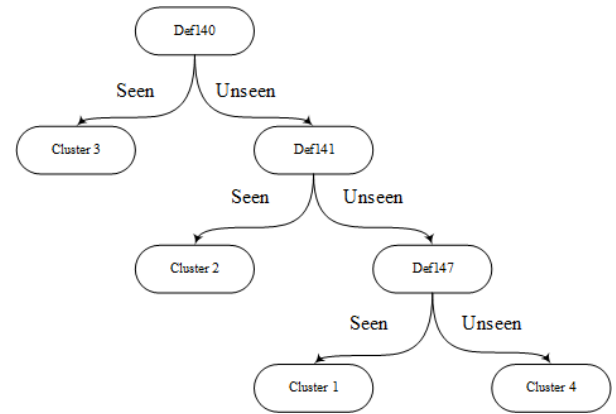 Def140
Seen Unseen
Cluster 3 Def141
Seen Unseen
Cluster 2 Def147
Seen Unseen
Cluster 1 Cluster 4